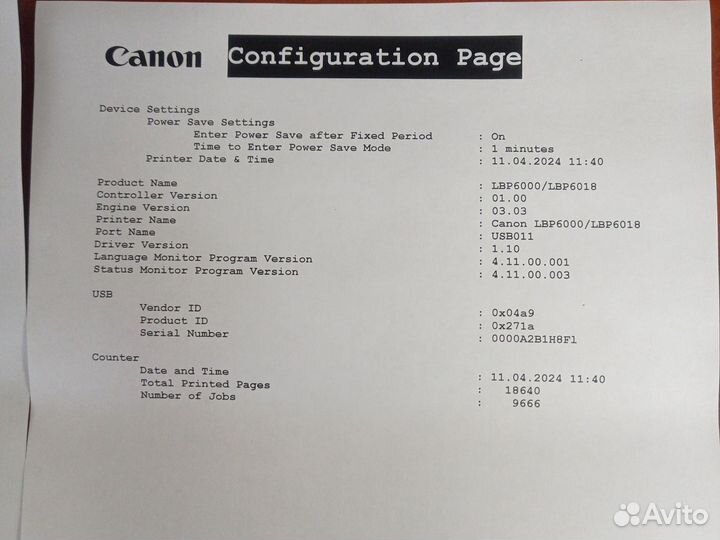 Canon Configuration Page
Device Settings
Power Save Settings
Enter Power Save after Fixed Period : On
Time to Enter Power Save Mode : 1 minutes
Printer Date & Time : 11.04.2024 11:40
Product Name : LBP6000/LBP6018
Controller Version : 01.00
Engine Version : 03.03
Printer Name : Canon LBP6000/LBP6018
Port Name : USB011
Driver Version : 1.10
Language Monitor Program Version : 4.11.00.001
Status Monitor Program Version : 4.11.00.003
USB
Vendor ID : 0x04a9
Product ID : 0x271a
Serial Number : 0000A2B1H8F1
Counter
Date and Time : 11.04.2024 11:40
Total Printed Pages : 18640
Number of Jobs : 9666
Avito